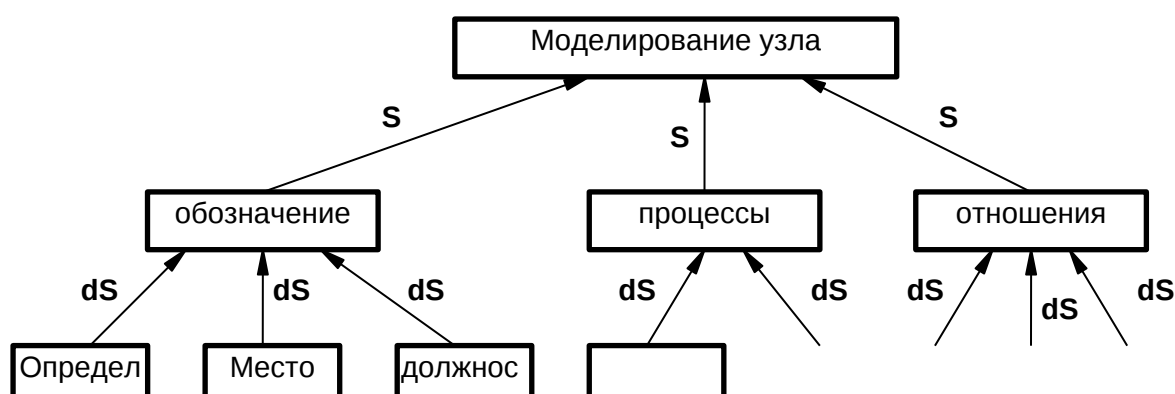 Моделирование узла
S
S
S
обозначение
процессы
отношения
dS
dS
dS
dS
dS
dS
dS
dS
Определ
Место
должнос